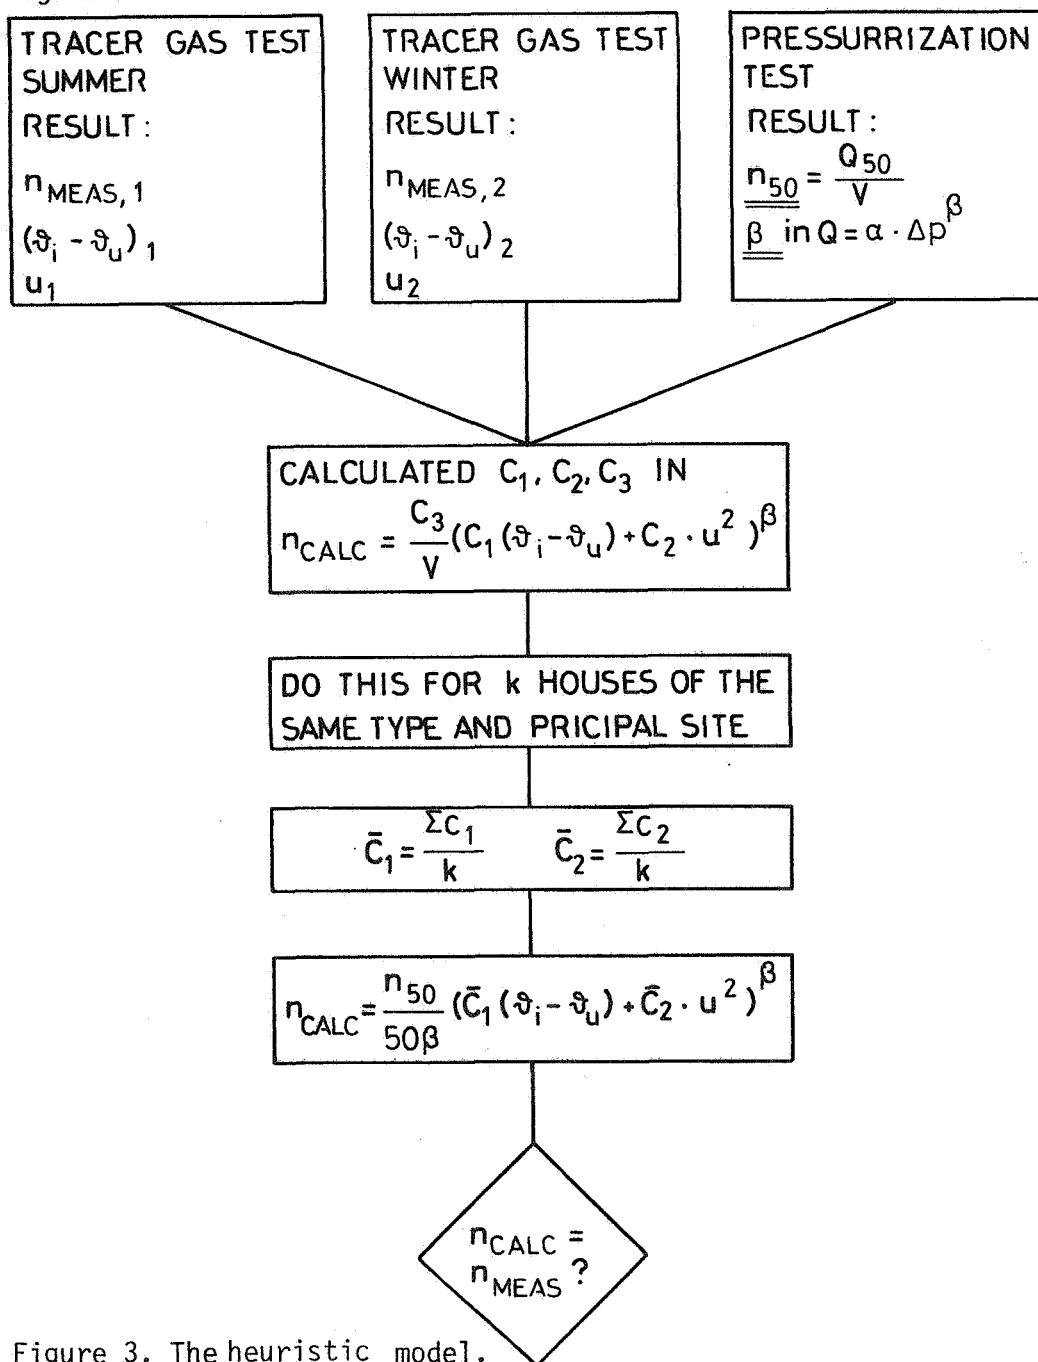 TRACER GAS TEST
SUMMER
RESULT:
n_MEAS,1
(ϑ_i - ϑ_u)_1
u_1
TRACER GAS TEST
WINTER
RESULT:
n_MEAS,2
(ϑ_i - ϑ_u)_2
u_2
PRESSURRIZATION
TEST
RESULT:
n_50 = Q_50 / V
β in Q = α · Δp^β
CALCULATED C_1, C_2, C_3 IN
n_CALC = C_3 / V (C_1 (ϑ_i - ϑ_u) + C_2 · u^2)^β
DO THIS FOR k HOUSES OF THE
SAME TYPE AND PRICIPAL SITE
C̄_1 = ΣC_1 / k C̄_2 = ΣC_2 / k
n_CALC = n_50 / 50β (C̄_1 (ϑ_i - ϑ_u) + C̄_2 · u^2)^β
n_CALC =
n_MEAS ?
Figure 3. The heuristic model.